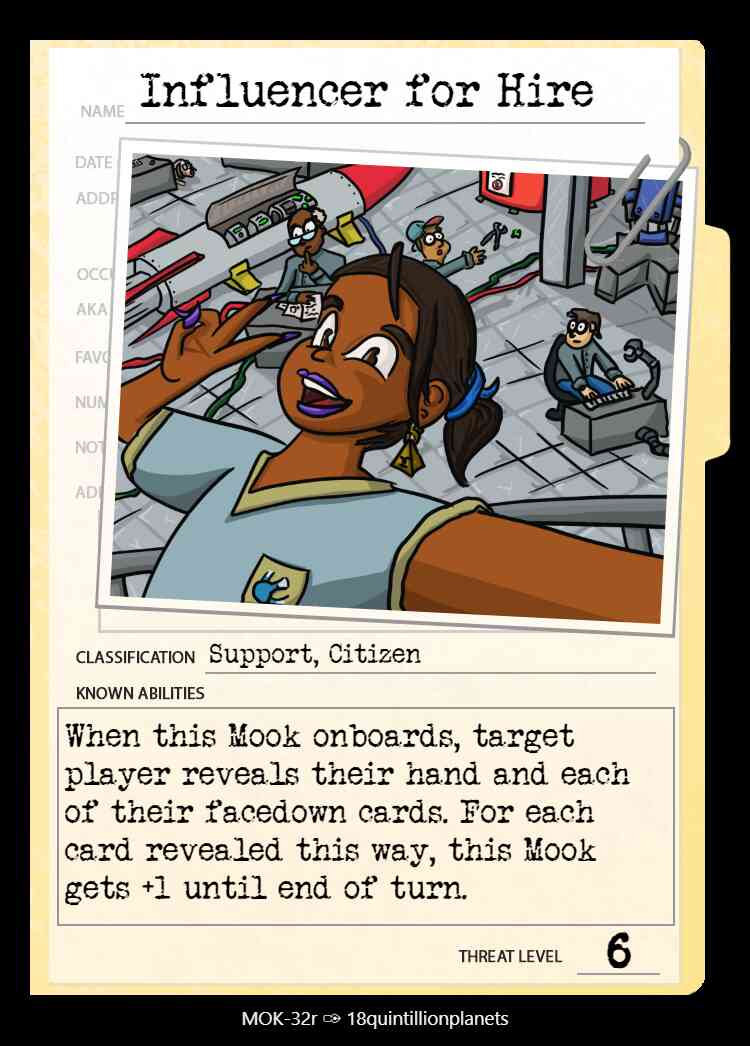 NAME Influencer for Hire
DATE
ADDR
OCCU
AKA
FAVO
NUM
NOT
ADD
CLASSIFICATION Support, Citizen
KNOWN ABILITIES
When this Mook onboards, target
player reveals their hand and each
of their facedown cards. For each
card revealed this way, this Mook
gets +1 until end of turn.
THREAT LEVEL 6
MOK-32r ✑ 18quintillionplanets